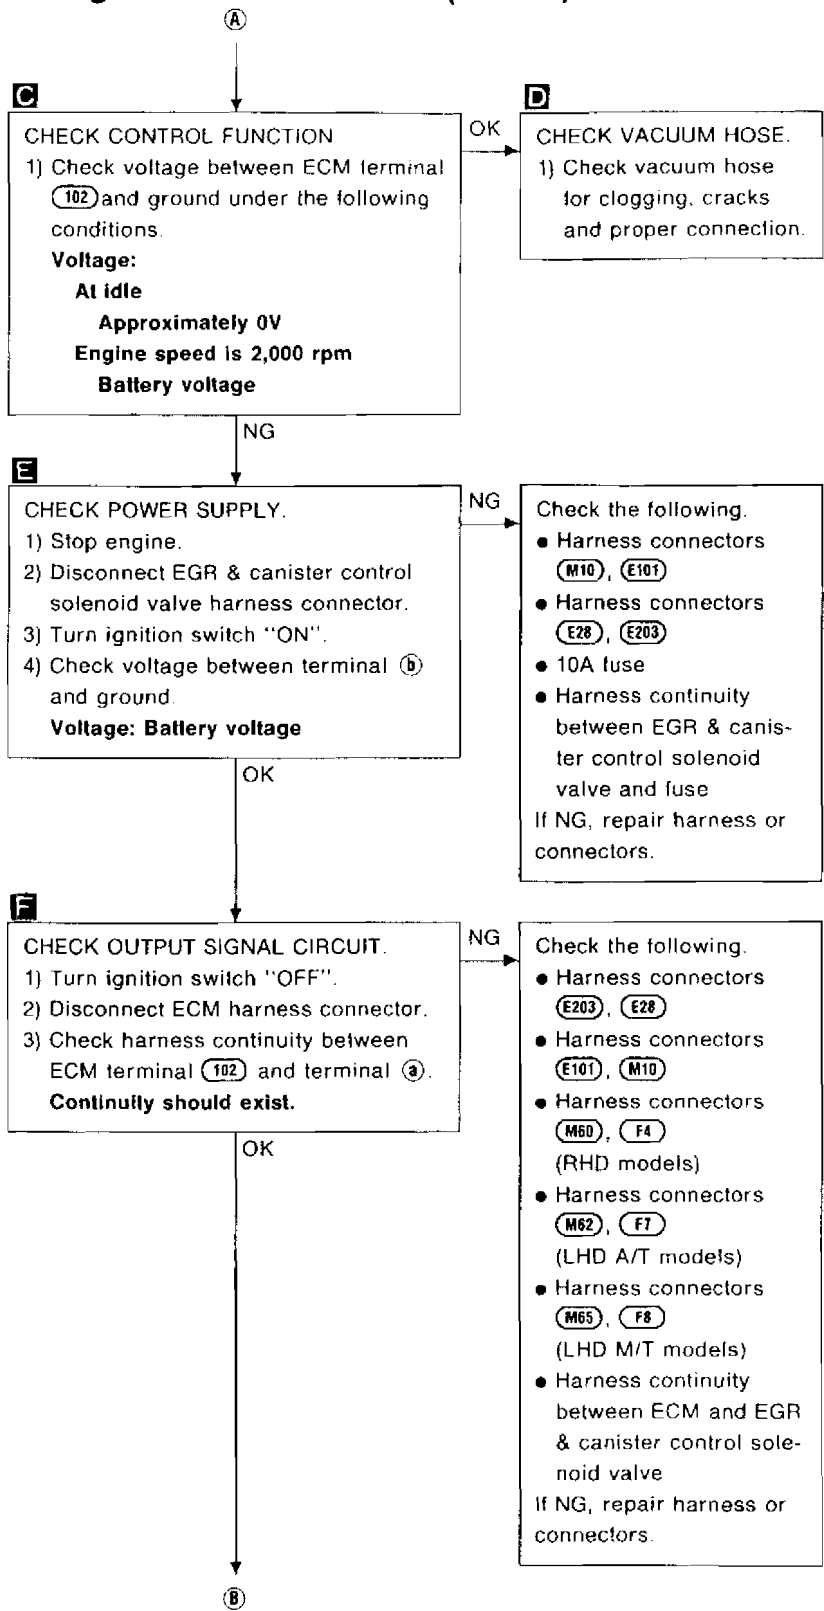 Ⓐ
C
CHECK CONTROL FUNCTION
1) Check voltage between ECM terminal
102 and ground under the following
conditions.
Voltage:
At idle
Approximately 0V
Engine speed is 2,000 rpm
Battery voltage
OK
D
CHECK VACUUM HOSE.
1) Check vacuum hose
for clogging, cracks
and proper connection.
NG
E
CHECK POWER SUPPLY.
1) Stop engine.
2) Disconnect EGR & canister control
solenoid valve harness connector.
3) Turn ignition switch "ON".
4) Check voltage between terminal ⓑ
and ground.
Voltage: Battery voltage
NG
Check the following.
● Harness connectors
M10, E101
● Harness connectors
E28, E203
● 10A fuse
● Harness continuity
between EGR & canis-
ter control solenoid
valve and fuse
If NG, repair harness or
connectors.
OK
F
CHECK OUTPUT SIGNAL CIRCUIT.
1) Turn ignition switch "OFF".
2) Disconnect ECM harness connector.
3) Check harness continuity between
ECM terminal 102 and terminal ⓐ.
Continuity should exist.
NG
Check the following.
● Harness connectors
E203, E28
● Harness connectors
E101, M10
● Harness connectors
M60, F4
(RHD models)
● Harness connectors
M62, F7
(LHD A/T models)
● Harness connectors
M65, F8
(LHD M/T models)
● Harness continuity
between ECM and EGR
& canister control sole-
noid valve
If NG, repair harness or
connectors.
OK
Ⓑ